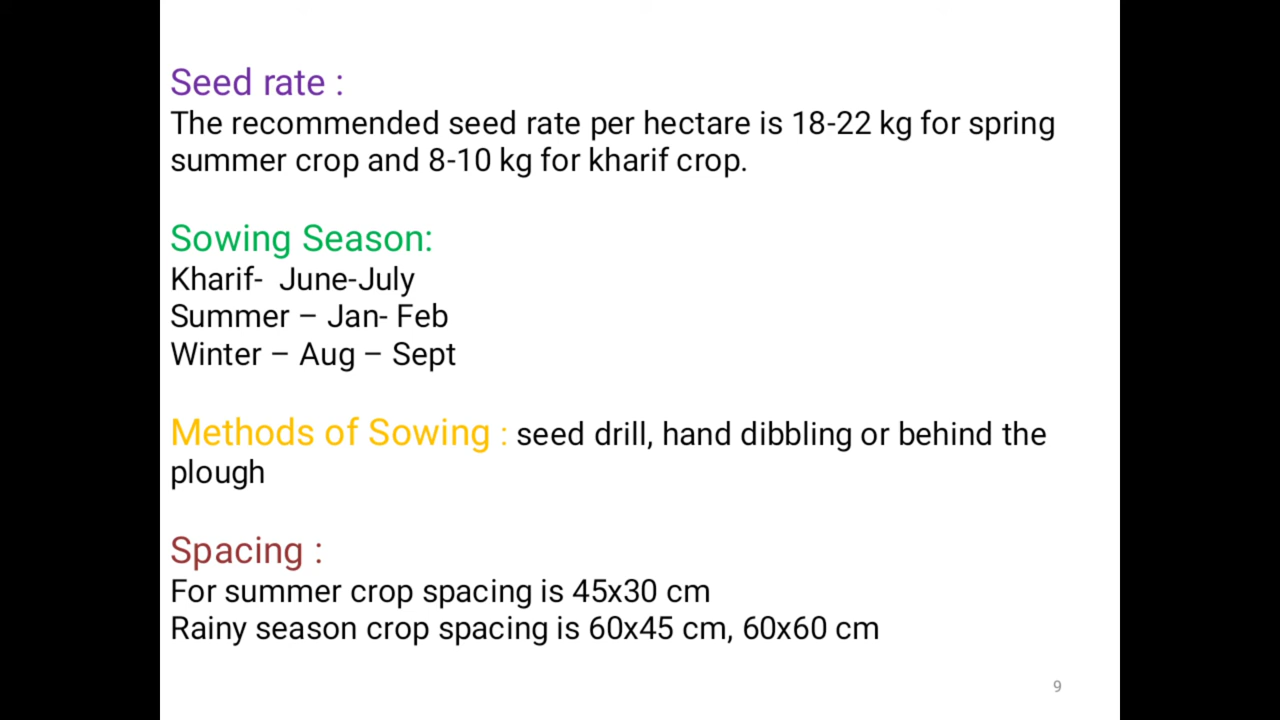 Seed rate :
The recommended seed rate per hectare is 18-22 kg for spring
summer crop and 8-10 kg for kharif crop.
Sowing Season:
Kharif-  June-July
Summer – Jan- Feb
Winter – Aug – Sept
Methods of Sowing : seed drill, hand dibbling or behind the
plough
Spacing :
For summer crop spacing is 45x30 cm
Rainy season crop spacing is 60x45 cm, 60x60 cm
9